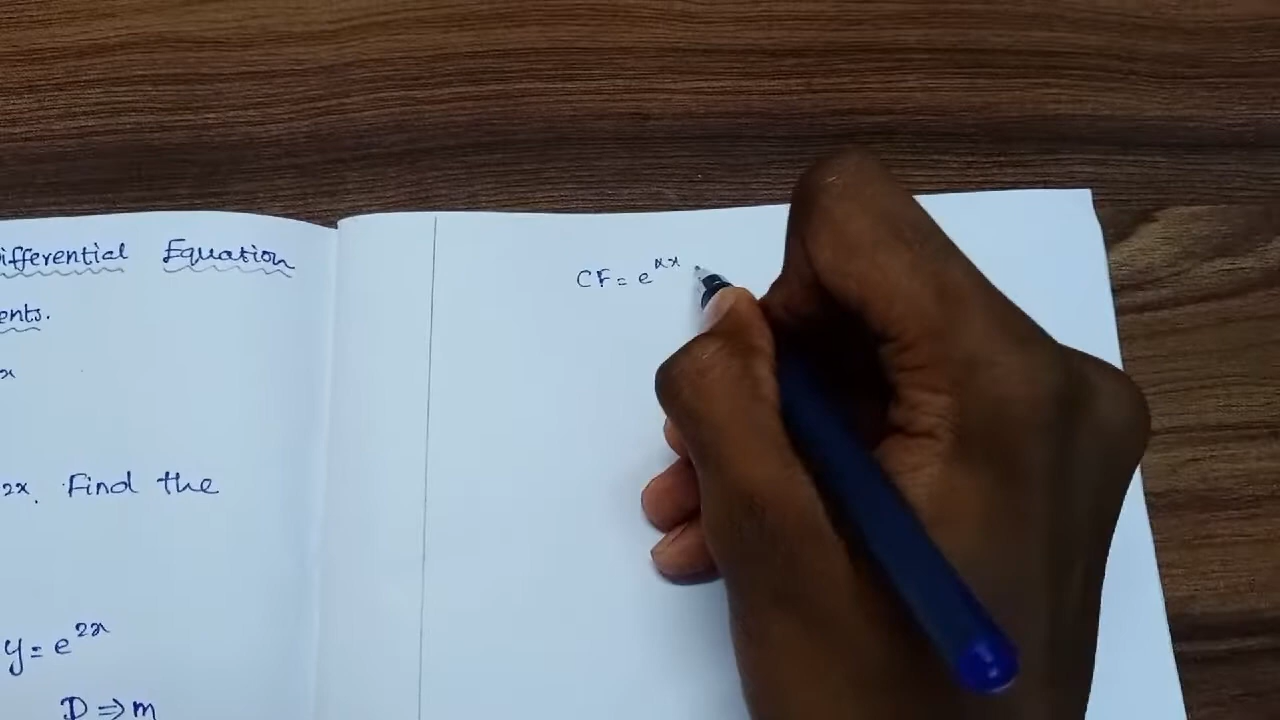 ifferential Equation
ents.
x
2x. Find the
y = e^{2x}
D ⇒ m
CF = e^{αx}